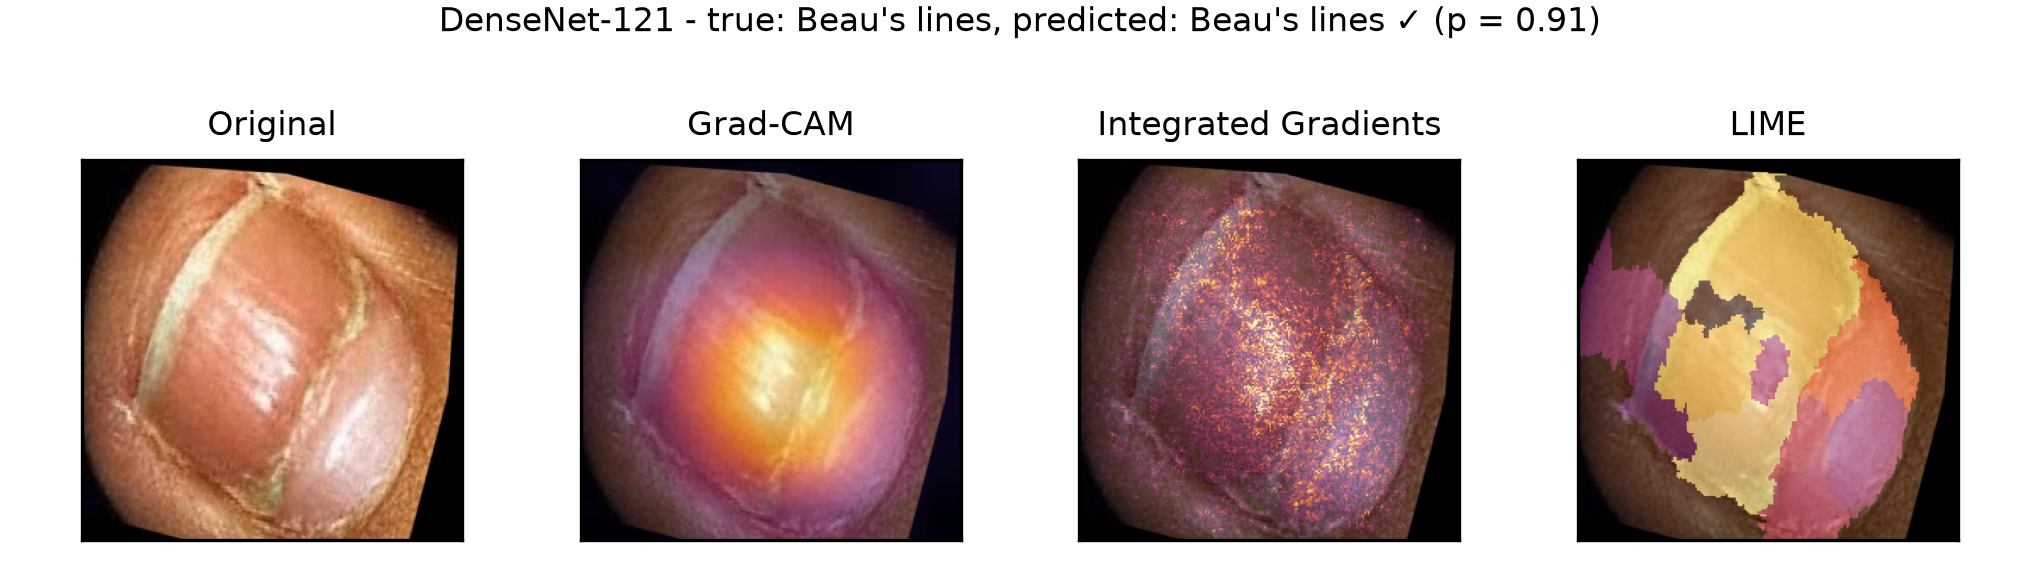 DenseNet-121 - true: Beau's lines, predicted: Beau's lines ✓ (p = 0.91)
Original
Grad-CAM
Integrated Gradients
LIME